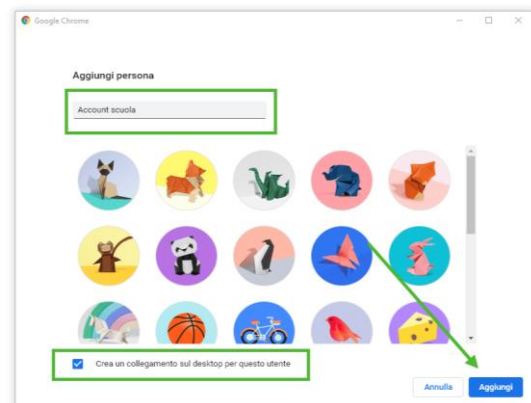 Google Chrome
Aggiungi persona
Account scuola
Crea un collegamento sul desktop per questo utente
Annulla
Aggiungi